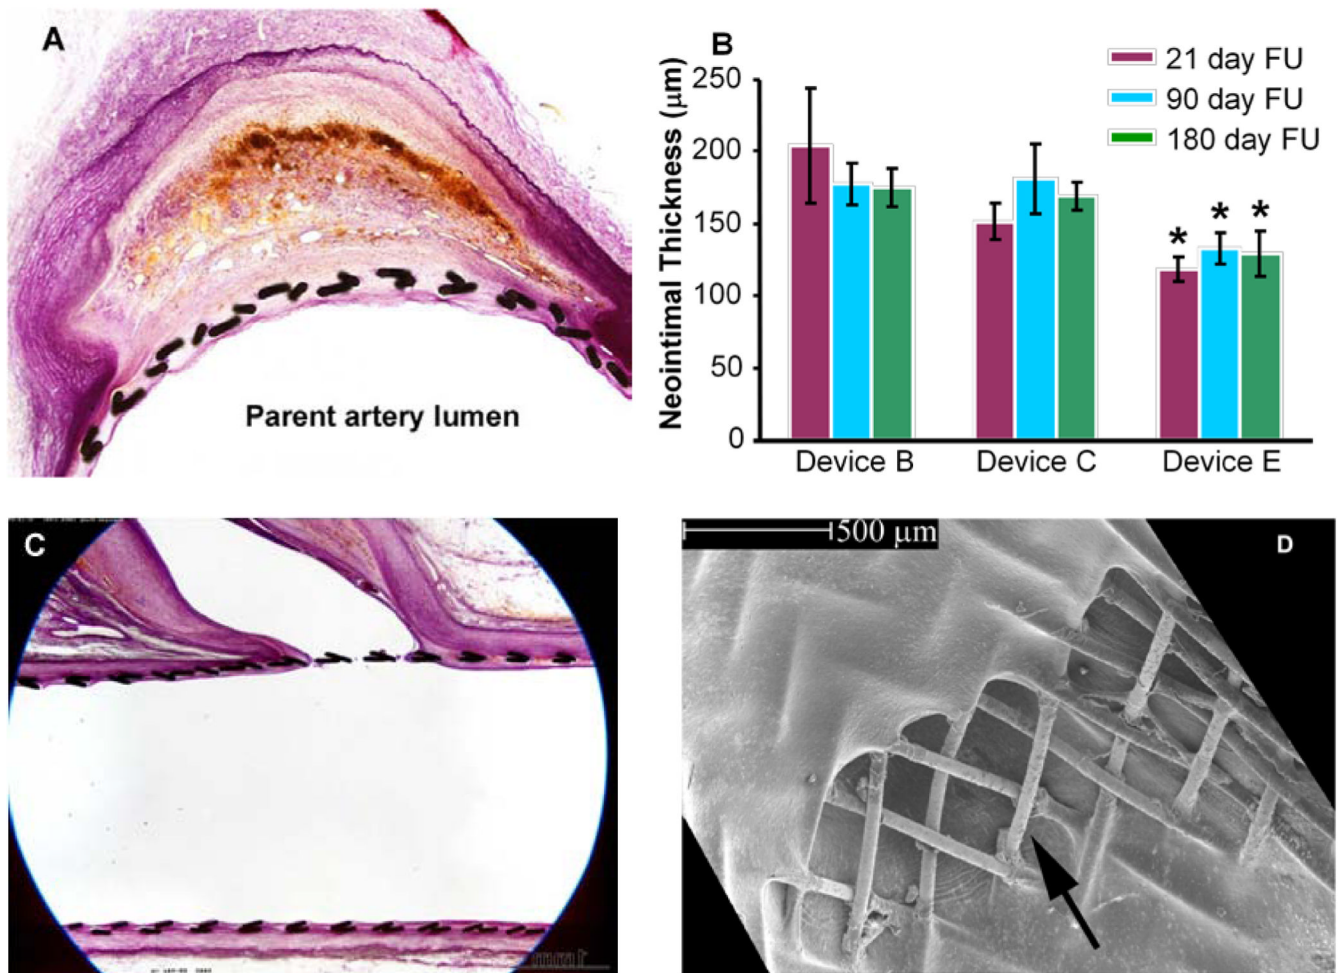 A
Parent artery lumen
B
21 day FU
90 day FU
180 day FU
Neointimal Thickness (μm)
250
200
150
100
50
0
* * *
Device B
Device C
Device E
C
500 μm
D